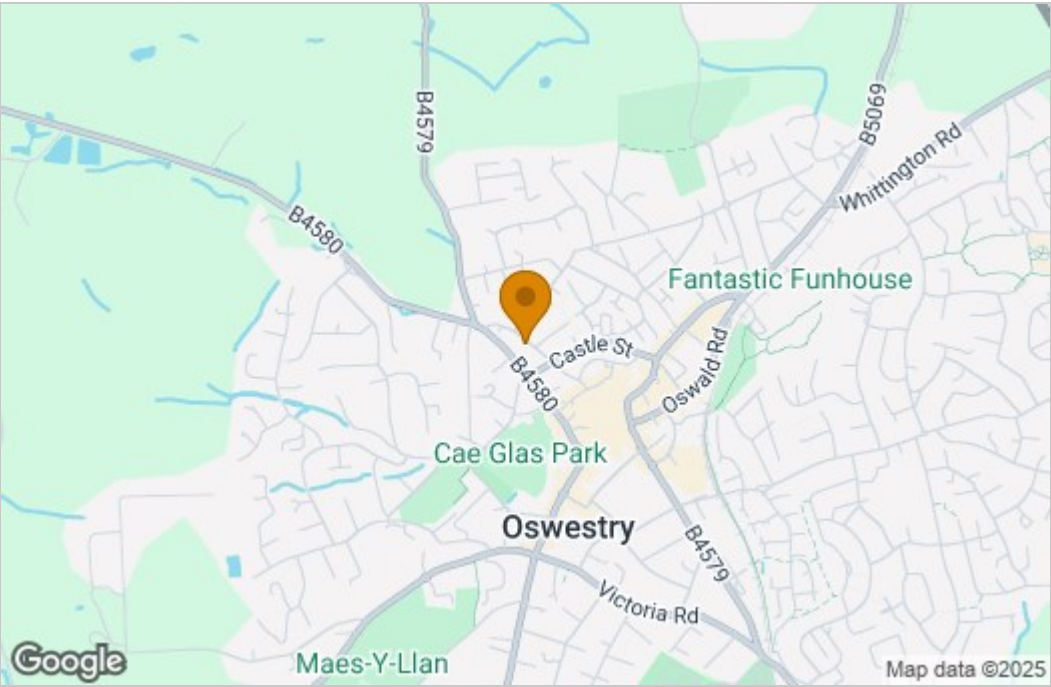 B4579
B5069
Whittington Rd
B4580
Fantastic Funhouse
Castle St
Oswald Rd
B4580
Cae Glas Park
Oswestry
B4579
Victoria Rd
Maes-Y-Llan
Google
Map data ©2025